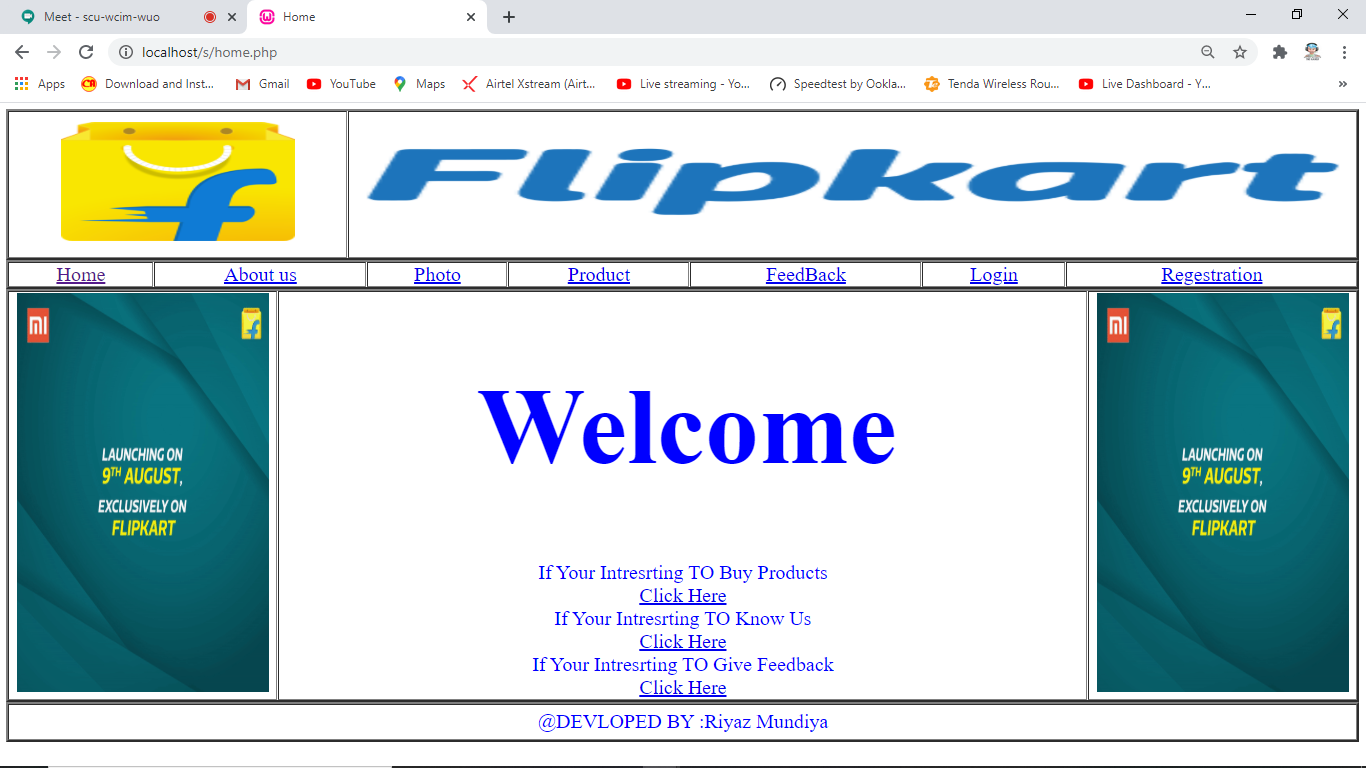 Meet - scu-wcim-wuo
Home
localhost/s/home.php
Apps
Download and Inst...
Gmail
YouTube
Maps
Airtel Xstream (Airt...
Live streaming - Yo...
Speedtest by Ookla...
Tenda Wireless Rou...
Live Dashboard - Y...
f
Flipkart
Home
About us
Photo
Product
FeedBack
Login
Regestration
MI
f
LAUNCHING ON
9TH AUGUST,
EXCLUSIVELY ON
FLIPKART
Welcome
If Your Intresrting TO Buy Products
Click Here
If Your Intresrting TO Know Us
Click Here
If Your Intresrting TO Give Feedback
Click Here
MI
f
LAUNCHING ON
9TH AUGUST,
EXCLUSIVELY ON
FLIPKART
@DEVLOPED BY :Riyaz Mundiya